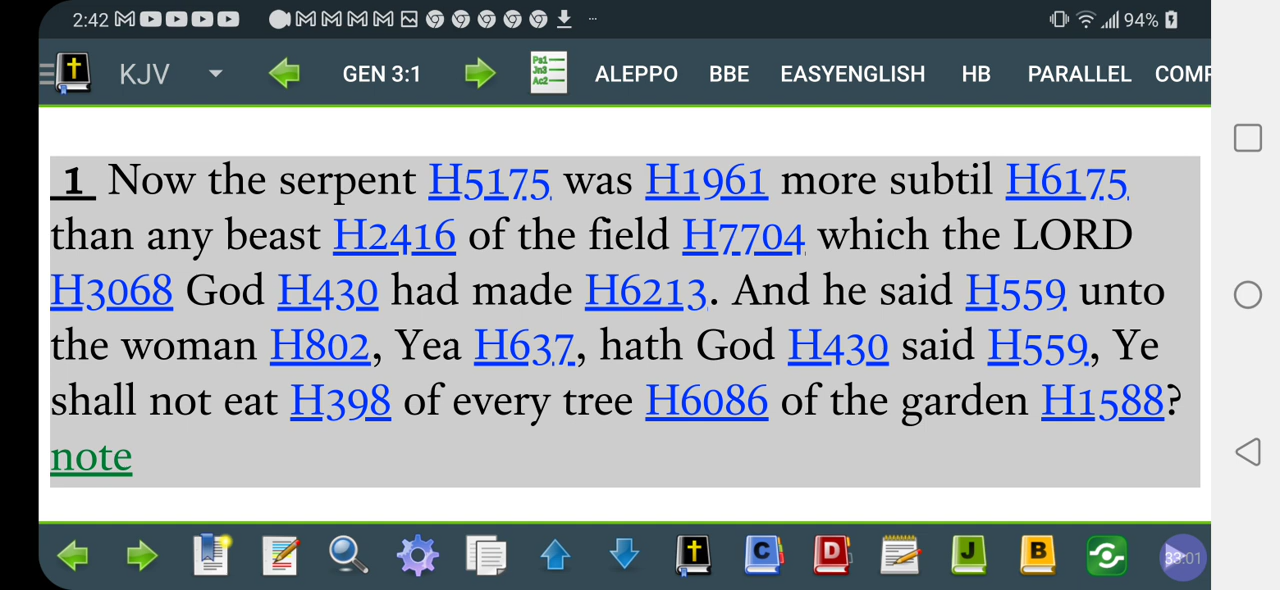 2:42 94%
KJV GEN 3:1 Ps1 Jn3 Ac2 ALEPPO BBE EASYENGLISH HB PARALLEL COMP
1 Now the serpent H5175 was H1961 more subtil H6175
than any beast H2416 of the field H7704 which the LORD
H3068 God H430 had made H6213. And he said H559 unto
the woman H802, Yea H637, hath God H430 said H559, Ye
shall not eat H398 of every tree H6086 of the garden H1588?
note
C D J B 33:01